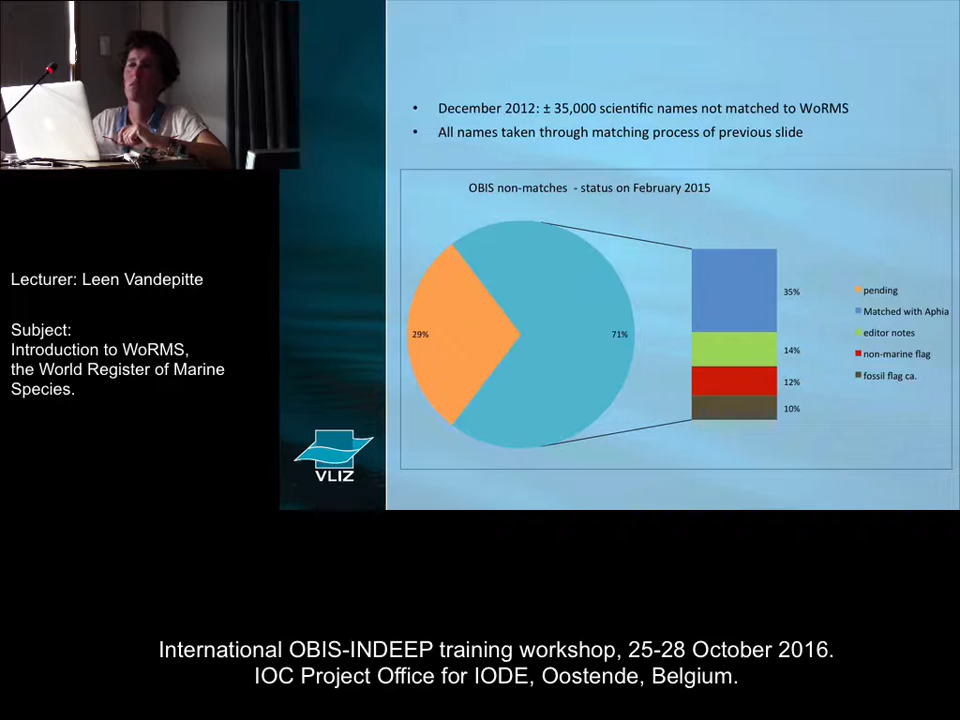 • December 2012: ± 35,000 scientific names not matched to WoRMS
• All names taken through matching process of previous slide
OBIS non-matches - status on February 2015
29%
71%
35%
14%
12%
10%
pending
Matched with Aphia
editor notes
non-marine flag
fossil flag ca.
Lecturer: Leen Vandepitte
Subject:
Introduction to WoRMS,
the World Register of Marine
Species.
VLIZ
International OBIS-INDEEP training workshop, 25-28 October 2016.
IOC Project Office for IODE, Oostende, Belgium.